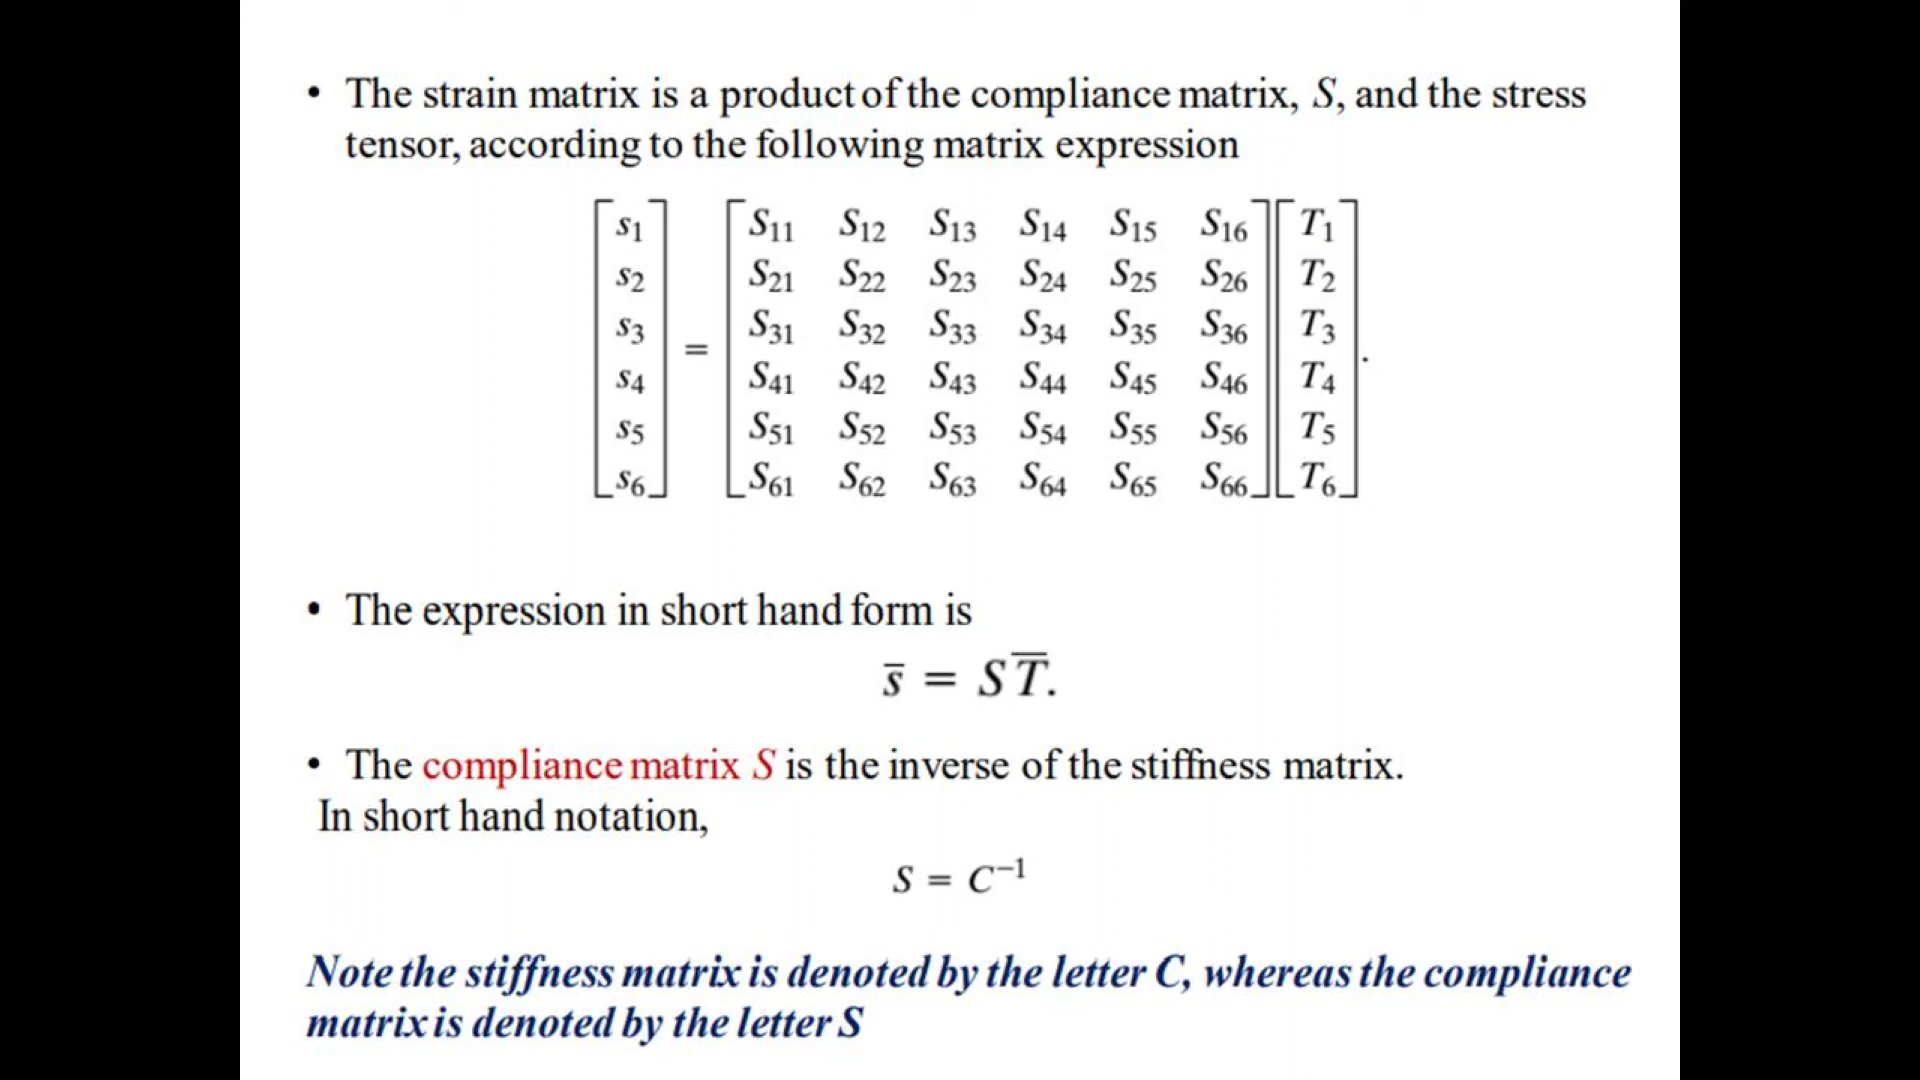 • The strain matrix is a product of the compliance matrix, S, and the stress
tensor, according to the following matrix expression
[s₁] = [S₁₁ S₁₂ S₁₃ S₁₄ S₁₅ S₁₆] [T₁]
[s₂] [S₂₁ S₂₂ S₂₃ S₂₄ S₂₅ S₂₆] [T₂]
[s₃] [S₃₁ S₃₂ S₃₃ S₃₄ S₃₅ S₃₆] [T₃]
[s₄] [S₄₁ S₄₂ S₄₃ S₄₄ S₄₅ S₄₆] [T₄]
[s₅] [S₅₁ S₅₂ S₅₃ S₅₄ S₅₅ S₅₆] [T₅]
[s₆] [S₆₁ S₆₂ S₆₃ S₆₄ S₆₅ S₆₆] [T₆].
• The expression in short hand form is
s̄ = S T̄.
• The compliance matrix S is the inverse of the stiffness matrix.
In short hand notation,
S = C⁻¹
Note the stiffness matrix is denoted by the letter C, whereas the compliance
matrix is denoted by the letter S